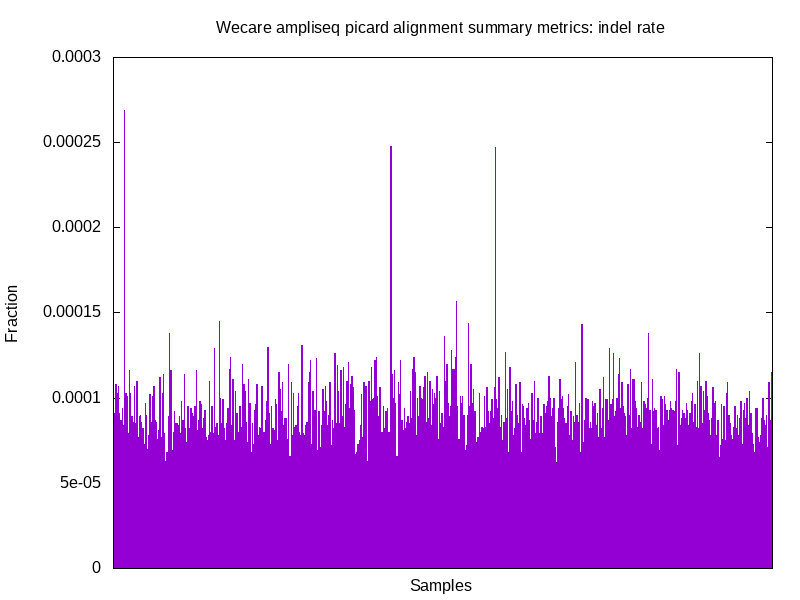 Wecare ampliseq picard alignment summary metrics: indel rate
0.0003
0.00025
0.0002
0.00015
0.0001
5e-05
0
Fraction
Samples